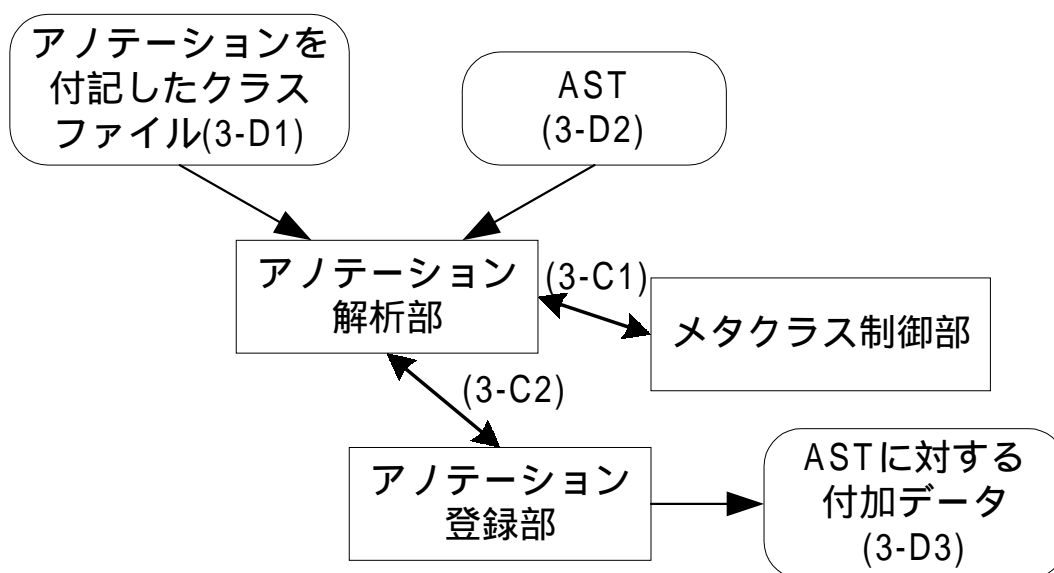 アノテーションを
付記したクラス
ファイル(3-D1)
AST
(3-D2)
アノテーション
解析部
(3-C1)
メタクラス制御部
(3-C2)
アノテーション
登録部
ASTに対する
付加データ
(3-D3)